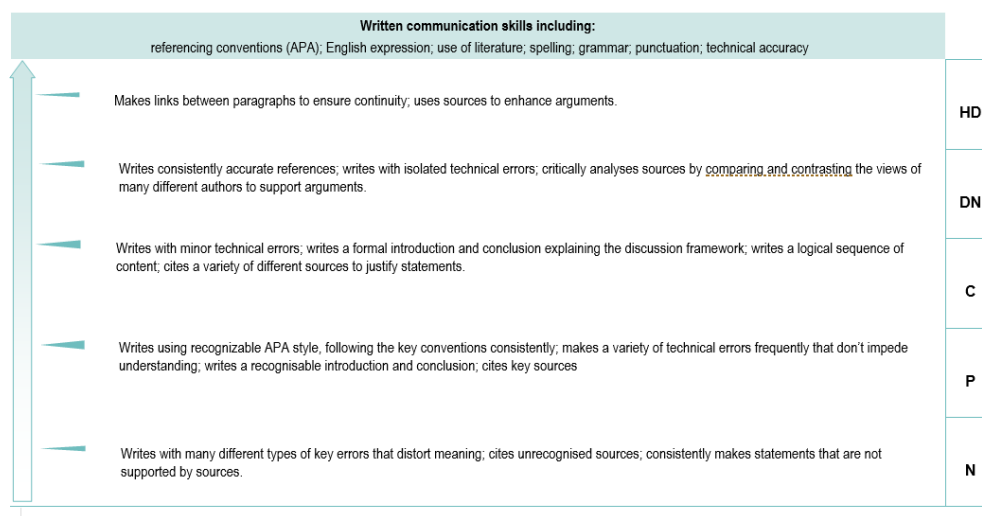 Written communication skills including:
referencing conventions (APA); English expression; use of literature; spelling; grammar; punctuation; technical accuracy
Makes links between paragraphs to ensure continuity; uses sources to enhance arguments.
HD
Writes consistently accurate references; writes with isolated technical errors; critically analyses sources by comparing and contrasting the views of
many different authors to support arguments.
DN
Writes with minor technical errors; writes a formal introduction and conclusion explaining the discussion framework; writes a logical sequence of
content; cites a variety of different sources to justify statements.
C
Writes using recognizable APA style, following the key conventions consistently; makes a variety of technical errors frequently that don't impede
understanding; writes a recognisable introduction and conclusion; cites key sources
P
Writes with many different types of key errors that distort meaning; cites unrecognised sources; consistently makes statements that are not
supported by sources.
N